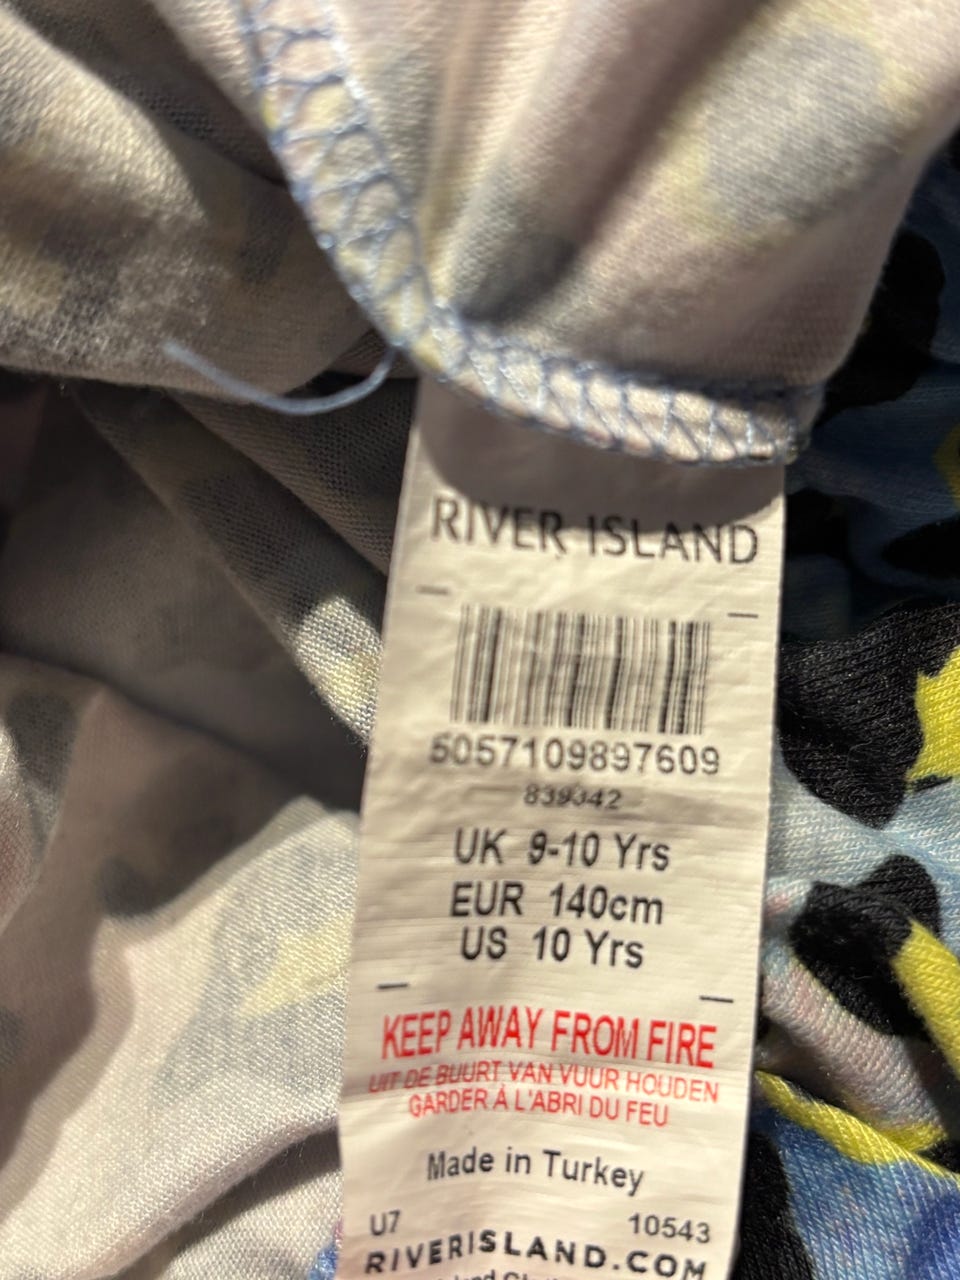 RIVER ISLAND
5057109897609
839342
UK 9-10 Yrs
EUR 140cm
US 10 Yrs
KEEP AWAY FROM FIRE
UIT DE BUURT VAN VUUR HOUDEN
GARDER À L'ABRI DU FEU
Made in Turkey
U7 10543
RIVERISLAND.COM